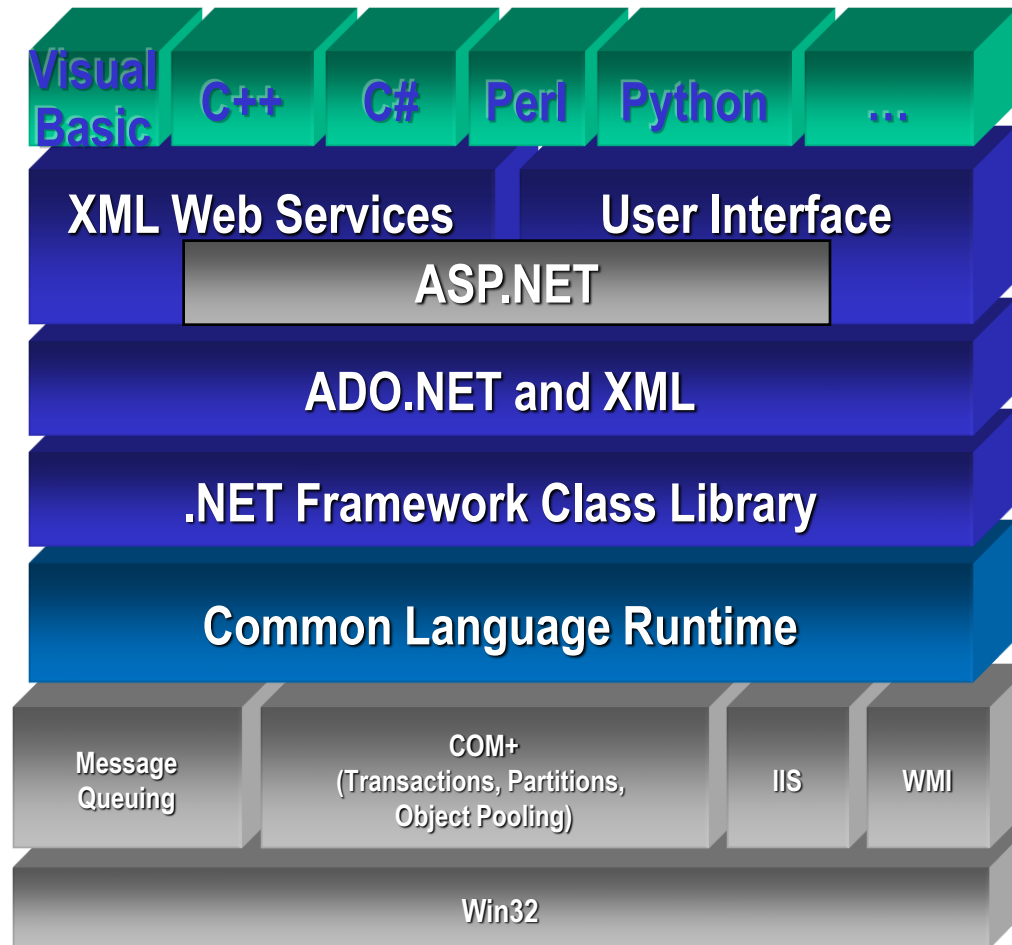 Visual
Basic
C++
C#
Perl
Python
...
XML Web Services
User Interface
ASP.NET
ADO.NET and XML
.NET Framework Class Library
Common Language Runtime
Message
Queuing
COM+
(Transactions, Partitions,
Object Pooling)
IIS
WMI
Win32